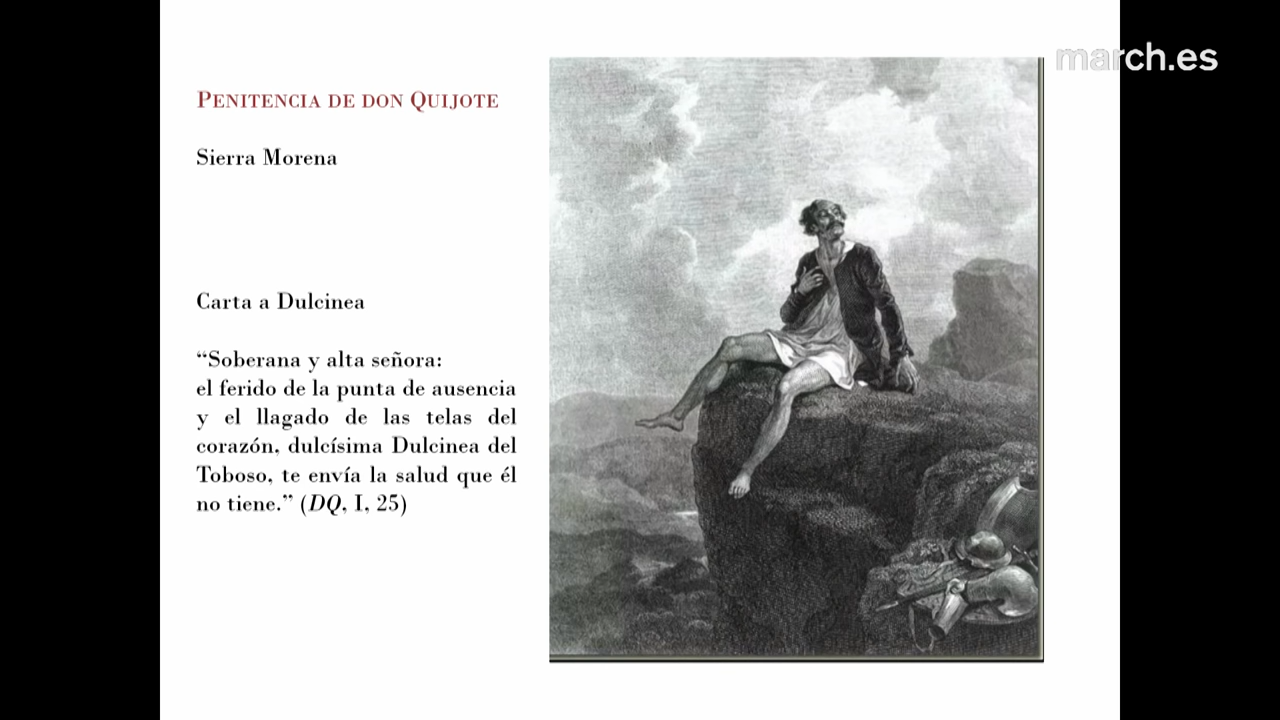 march.es
PENITENCIA DE DON QUIJOTE
Sierra Morena
Carta a Dulcinea
“Soberana y alta señora:
el ferido de la punta de ausencia
y el llagado de las telas del
corazón, dulcísima Dulcinea del
Toboso, te envía la salud que él
no tiene.” (DQ, I, 25)